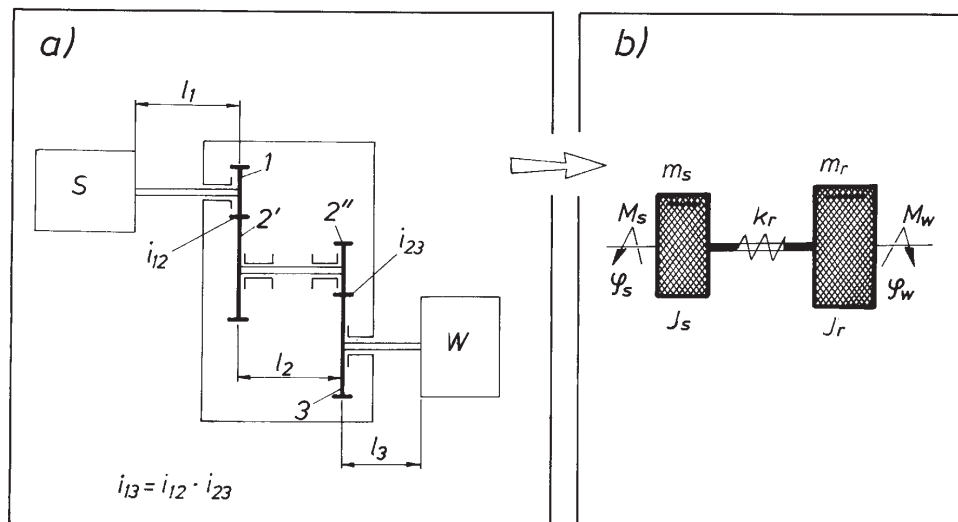 a)
l1
S
1
2'
2"
i12
i23
l2
W
3
l3
i13 = i12 · i23
b)
ms
mr
Ms
kr
Mw
φs
φw
Js
Jr